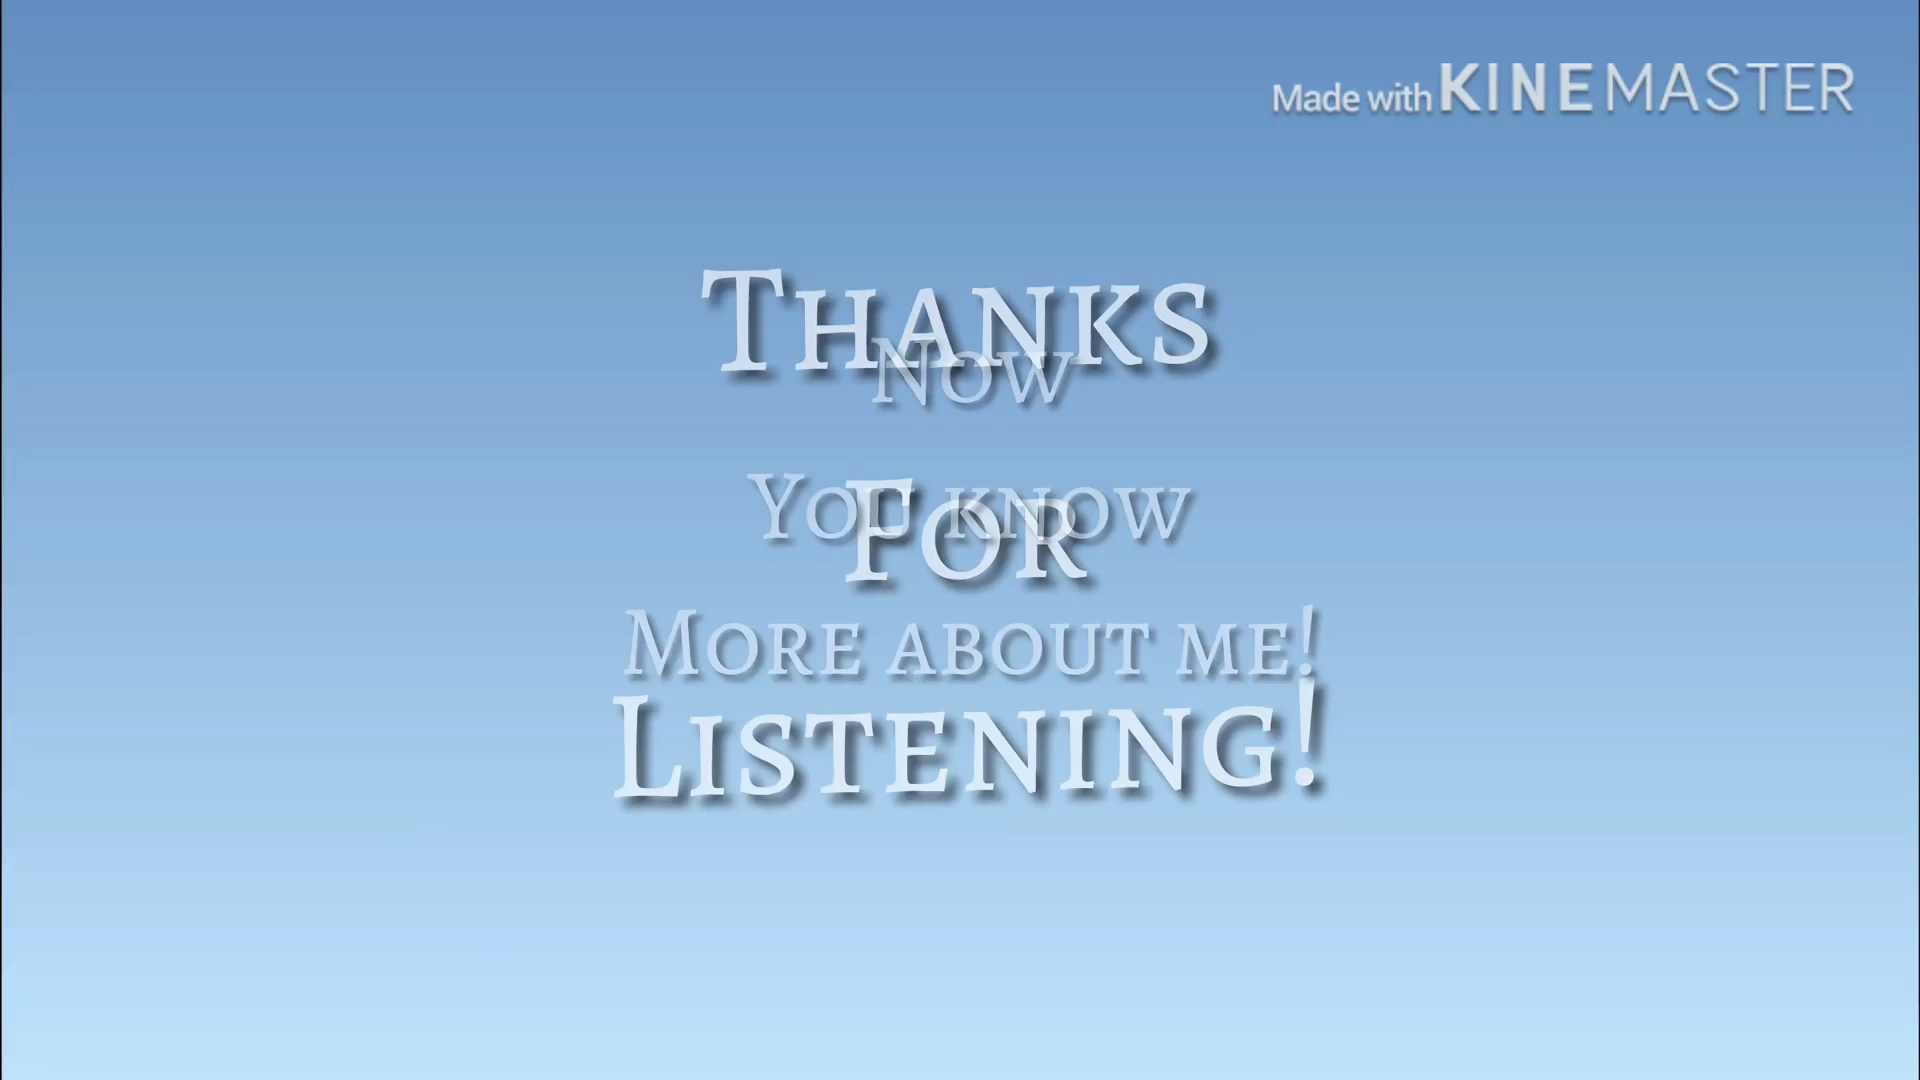 Made with KINEMASTER
THANKS
NOW
YOU KNOW
FOR
MORE ABOUT ME!
LISTENING!